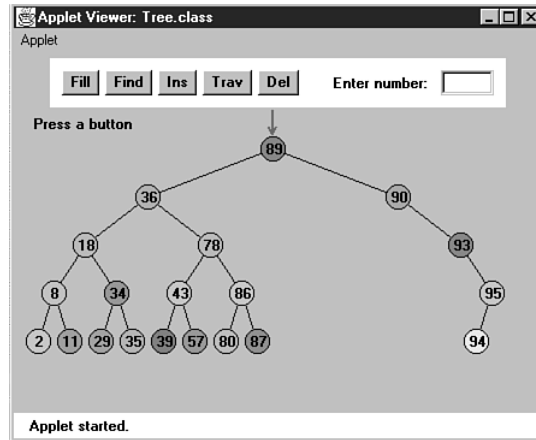 Applet Viewer: Tree.class
Applet
Fill Find Ins Trav Del Enter number:
Press a button
89
36 90
18 78 93
8 34 43 86 95
2 11 29 35 39 57 80 87 94
Applet started.